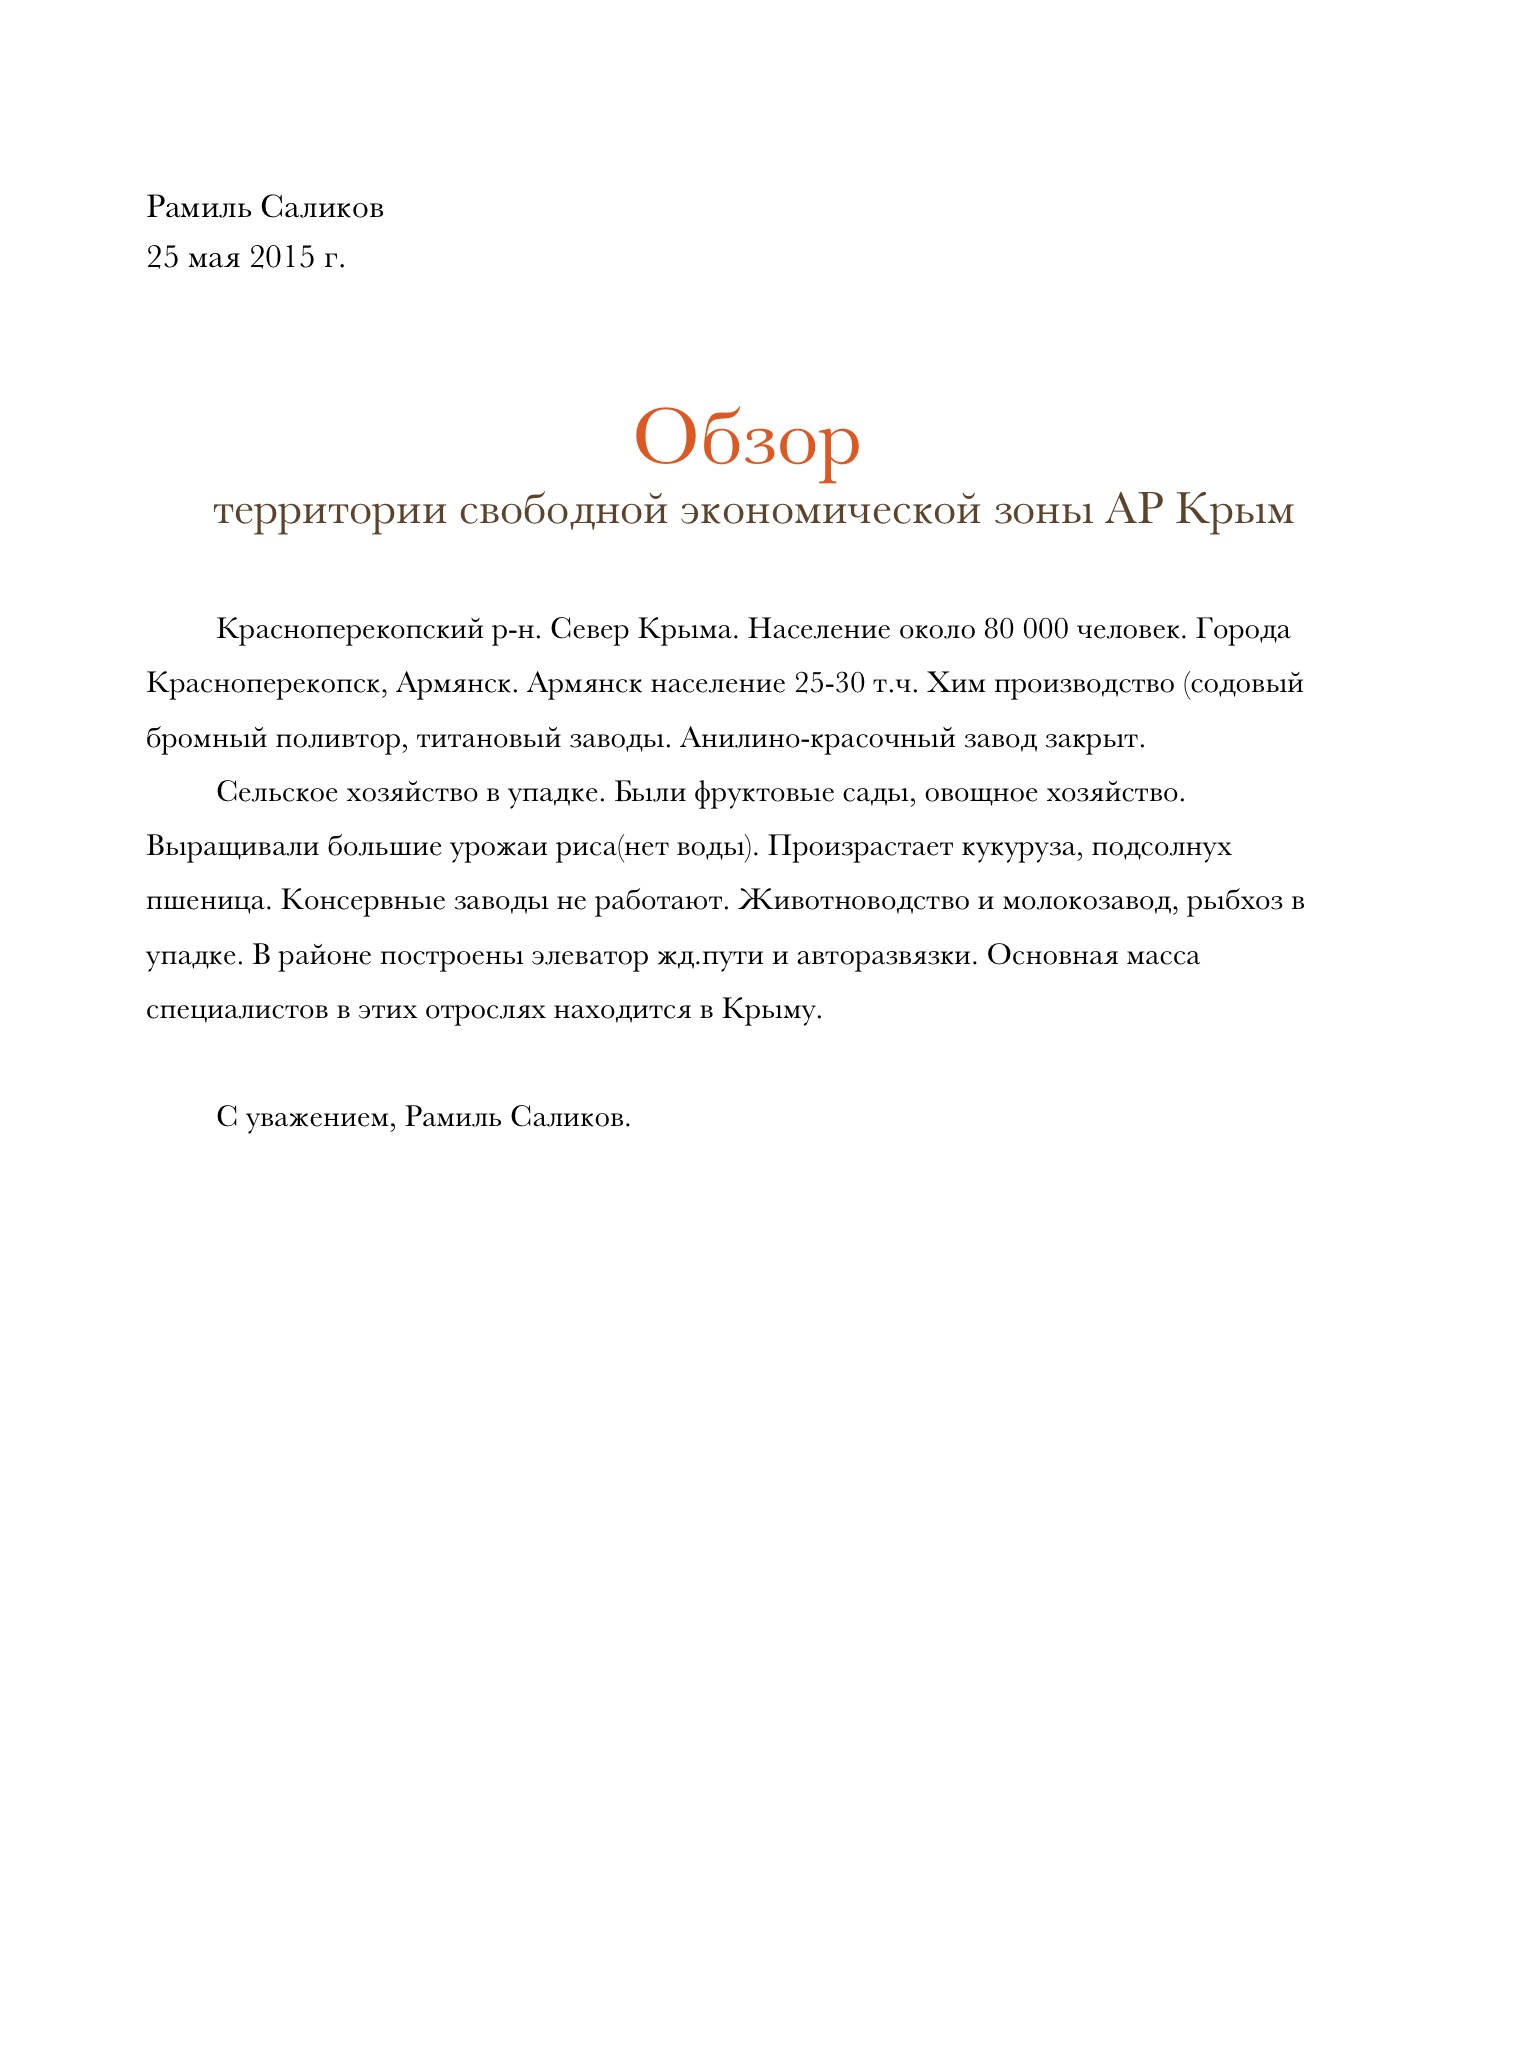 Рамиль Саликов
25 мая 2015 г.
Обзор
территории свободной экономической зоны АР Крым
Красноперекопский р-н. Север Крыма. Население около 80 000 человек. Города
Красноперекопск, Армянск. Армянск население 25-30 т.ч. Хим производство (содовый
бромный поливтор, титановый заводы. Анилино-красочный завод закрыт.
Сельское хозяйство в упадке. Были фруктовые сады, овощное хозяйство.
Выращивали большие урожаи риса(нет воды). Произрастает кукуруза, подсолнух
пшеница. Консервные заводы не работают. Животноводство и молокозавод, рыбхоз в
упадке. В районе построены элеватор жд.пути и авторазвязки. Основная масса
специалистов в этих отрослях находится в Крыму.
С уважением, Рамиль Саликов.